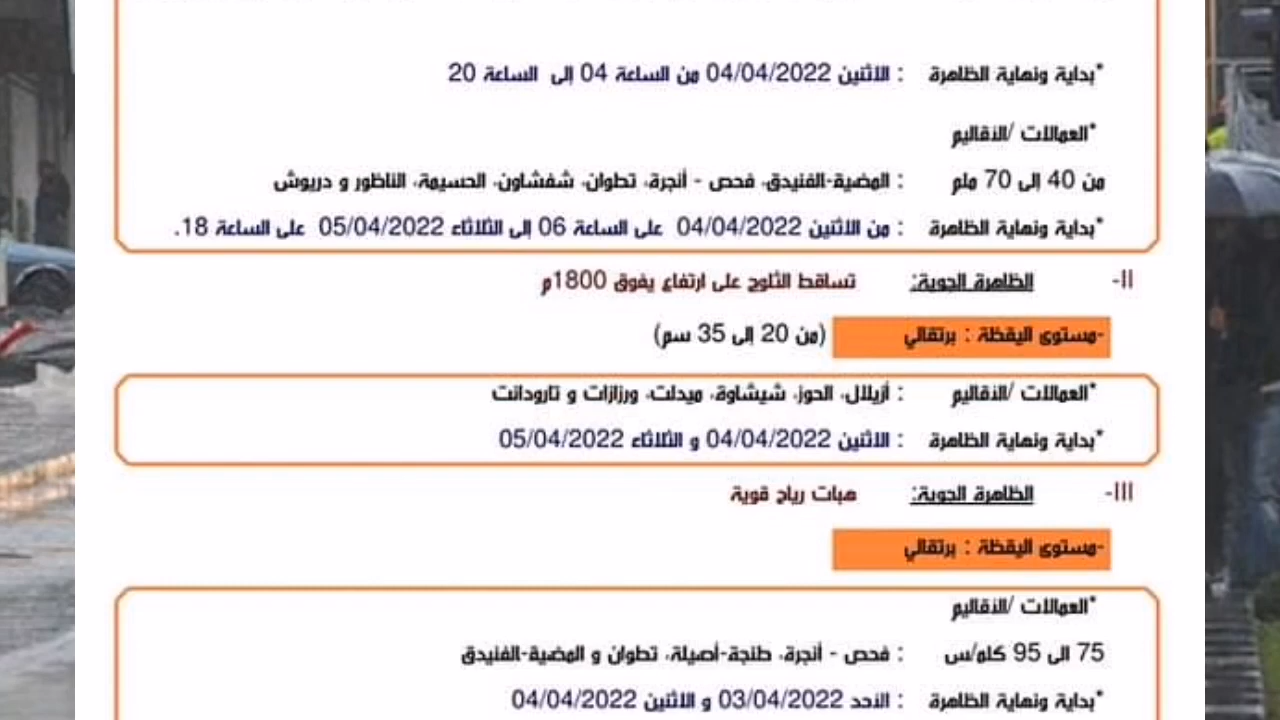 *بداية ونهاية الظاهرة : الاثنين 04/04/2022 من الساعة 04 إلى الساعة 20
*العمالات /الأقاليم
من 40 إلى 70 ملم : المضيق-الفنيدق، فحص - أنجرة، تطوان، شفشاون، الحسيمة، الناظور و دريوش
*بداية ونهاية الظاهرة : من الاثنين 04/04/2022 على الساعة 06 إلى الثلاثاء 05/04/2022 على الساعة 18.
II- الظاهرة الجوية: تساقط الثلوج على ارتفاع يفوق 1800م
-مستوى اليقظة : برتقالي (من 20 إلى 35 سم)
*العمالات /الأقاليم : أزيلال، الحوز، شيشاوة، ميدلت، ورزازات و تارودانت
*بداية ونهاية الظاهرة : الاثنين 04/04/2022 و الثلاثاء 05/04/2022
III- الظاهرة الجوية: هبات رياح قوية
-مستوى اليقظة : برتقالي
*العمالات /الأقاليم
75 الى 95 كلم/س : فحص - أنجرة، طنجة-أصيلة، تطوان و المضيق-الفنيدق
*بداية ونهاية الظاهرة : الأحد 03/04/2022 و الاثنين 04/04/2022